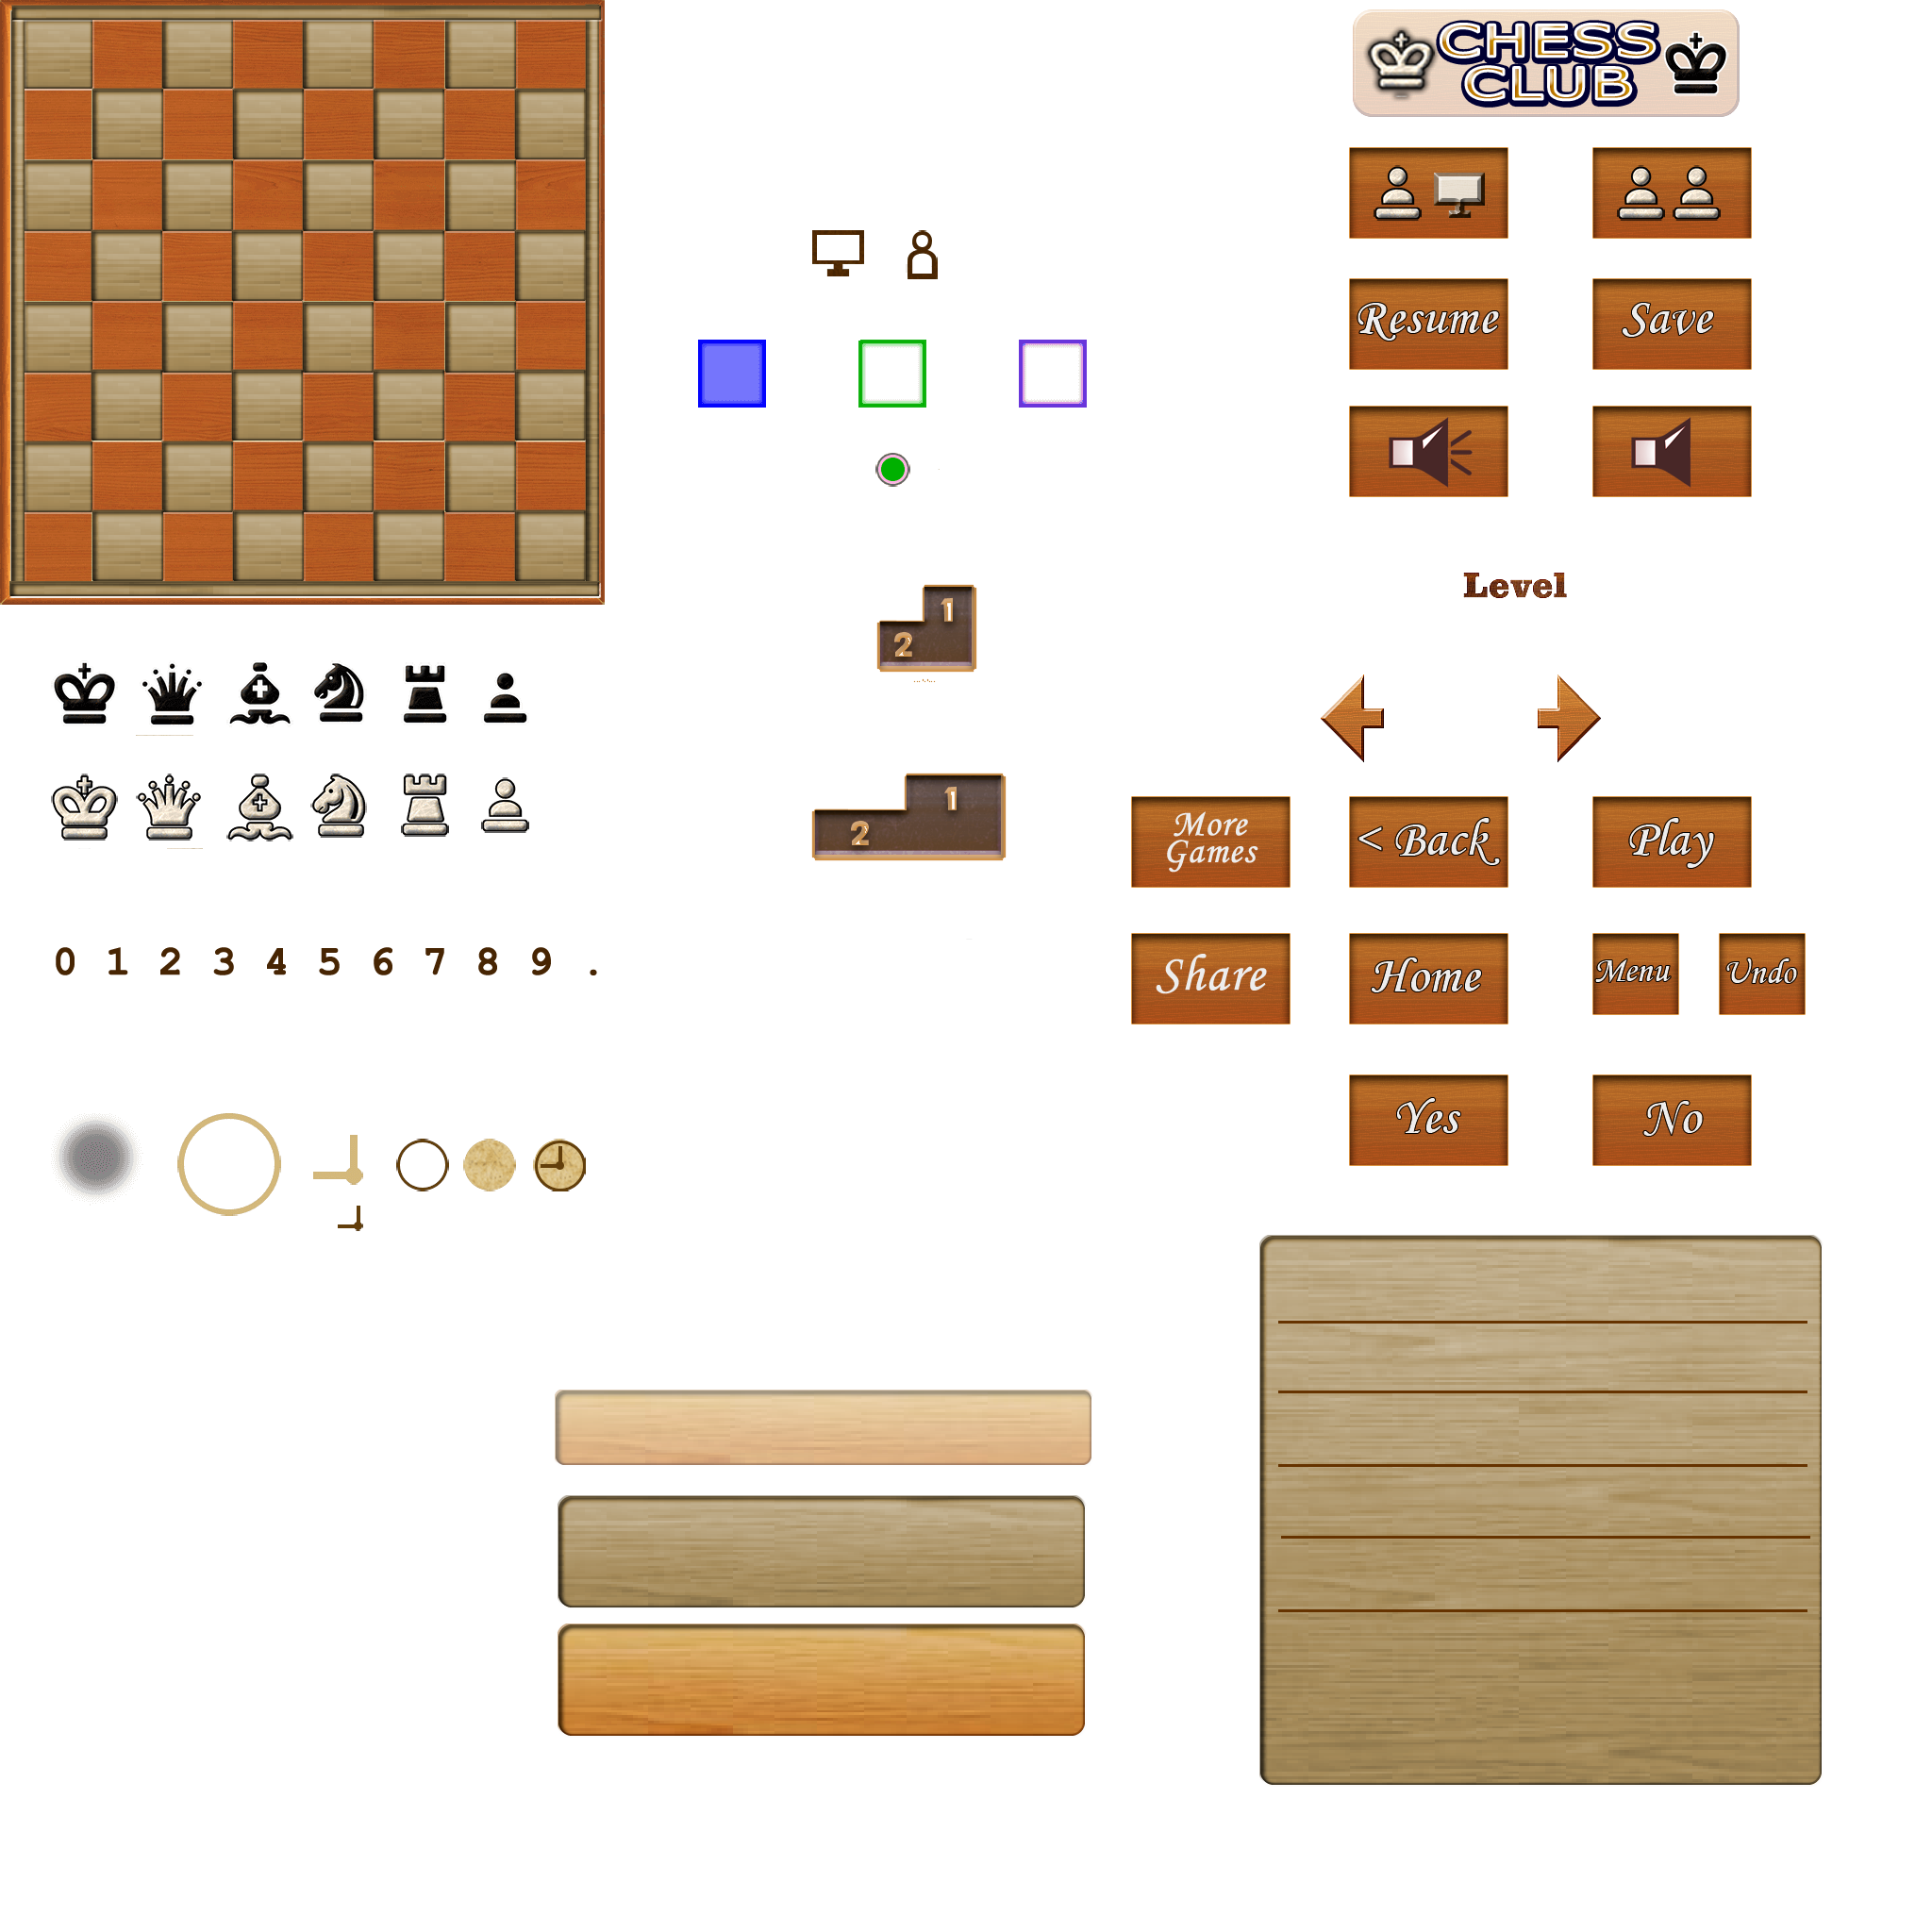 CHESS
CLUB
Resume
Save
Level
1
2
1
2
More
Games
< Back
Play
0 1 2 3 4 5 6 7 8 9 .
Share
Home
Menu
Undo
Yes
No